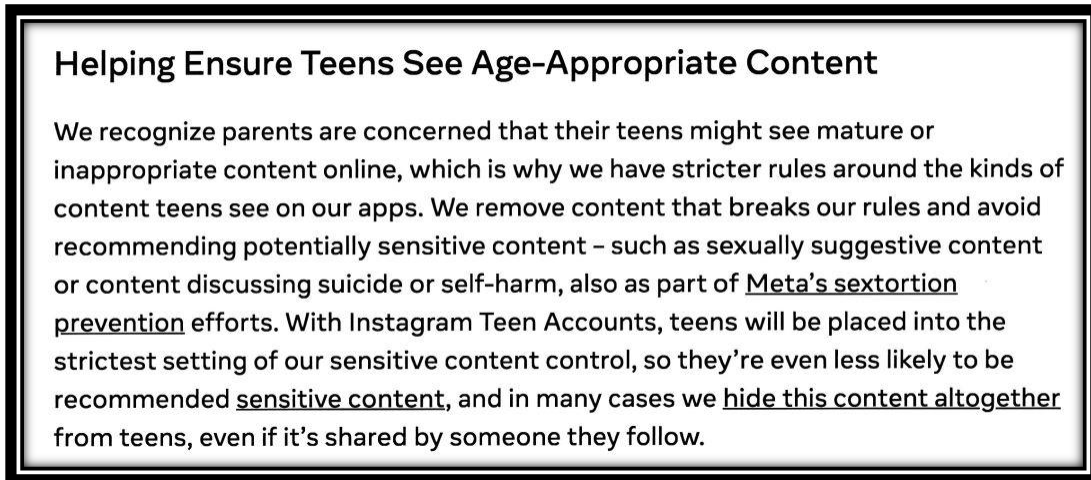 Helping Ensure Teens See Age-Appropriate Content
We recognize parents are concerned that their teens might see mature or
inappropriate content online, which is why we have stricter rules around the kinds of
content teens see on our apps. We remove content that breaks our rules and avoid
recommending potentially sensitive content – such as sexually suggestive content
or content discussing suicide or self-harm, also as part of Meta’s sextortion
prevention efforts. With Instagram Teen Accounts, teens will be placed into the
strictest setting of our sensitive content control, so they’re even less likely to be
recommended sensitive content, and in many cases we hide this content altogether
from teens, even if it’s shared by someone they follow.